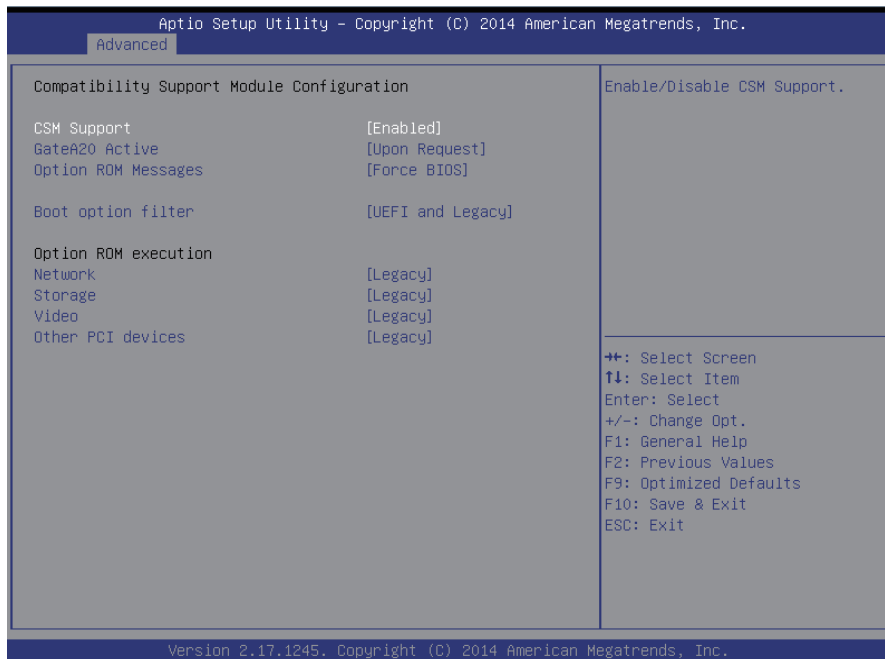 Aptio Setup Utility – Copyright (C) 2014 American Megatrends, Inc.
Advanced
Compatibility Support Module Configuration
CSM Support [Enabled]
GateA20 Active [Upon Request]
Option ROM Messages [Force BIOS]
Boot option filter [UEFI and Legacy]
Option ROM execution
Network [Legacy]
Storage [Legacy]
Video [Legacy]
Other PCI devices [Legacy]
Enable/Disable CSM Support.
→←: Select Screen
↑↓: Select Item
Enter: Select
+/-: Change Opt.
F1: General Help
F2: Previous Values
F9: Optimized Defaults
F10: Save & Exit
ESC: Exit
Version 2.17.1245. Copyright (C) 2014 American Megatrends, Inc.